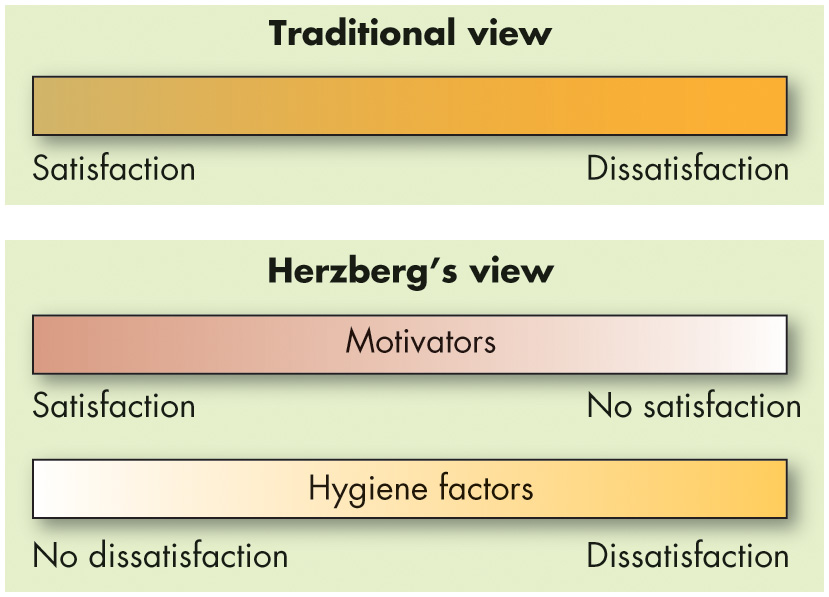 Traditional view
Satisfaction Dissatisfaction
Herzberg’s view
Motivators
Satisfaction No satisfaction
Hygiene factors
No dissatisfaction Dissatisfaction